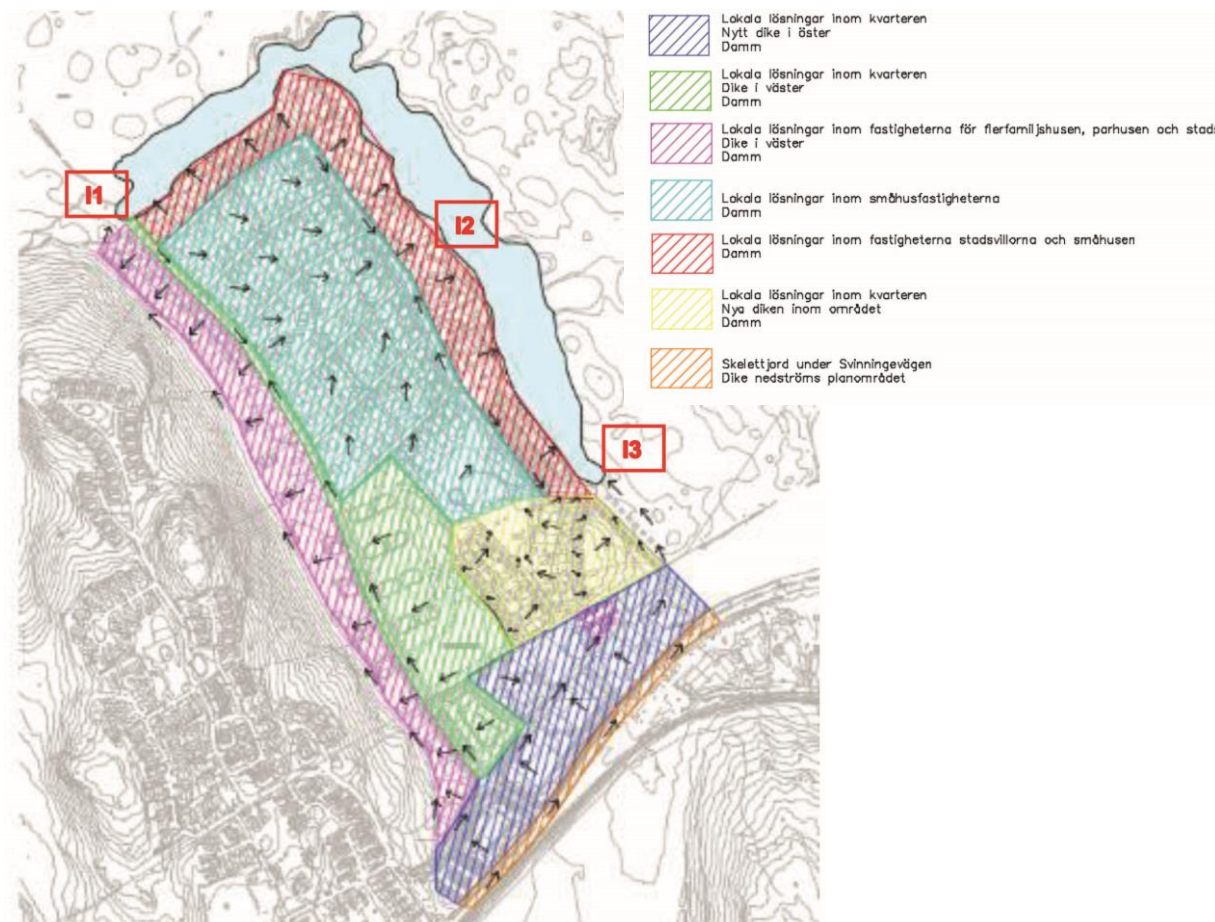 Lokala lösningar inom kvarteren
Nytt dike i öster
Damm
Lokala lösningar inom kvarteren
Dike i väster
Damm
Lokala lösningar inom fastigheterna för flerfamiljshusen, parhusen och stads
Dike i väster
Damm
Lokala lösningar inom småhusfastigheterna
Damm
Lokala lösningar inom fastigheterna stadsvillorna och småhusen
Damm
Lokala lösningar inom kvarteren
Nya diken inom området
Damm
Skelettjord under Svinningevägen
Dike nedströms planområdet
I1
I2
I3